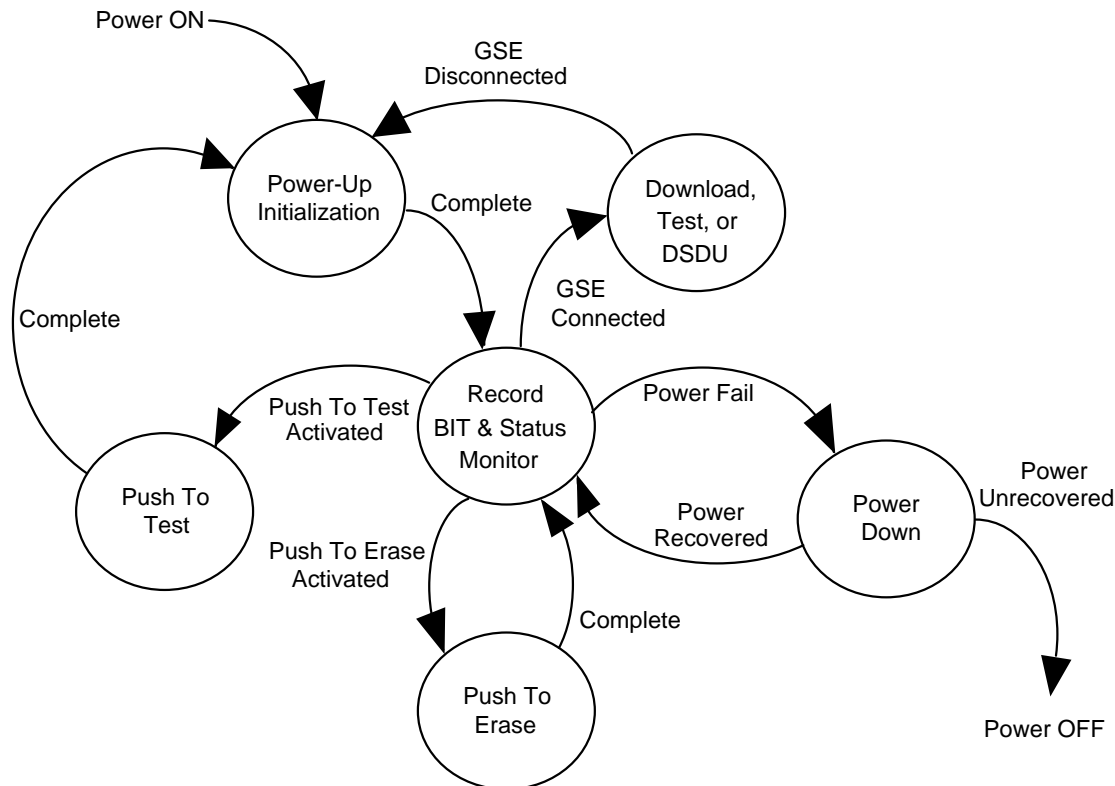 Power ON
GSE
Disconnected
Power-Up
Initialization
Complete
Download,
Test, or
DSDU
GSE
Connected
Complete
Record
BIT & Status
Monitor
Push To Test
Activated
Power Fail
Push To
Test
Power
Recovered
Power
Down
Power
Unrecovered
Push To Erase
Activated
Complete
Push To
Erase
Power OFF